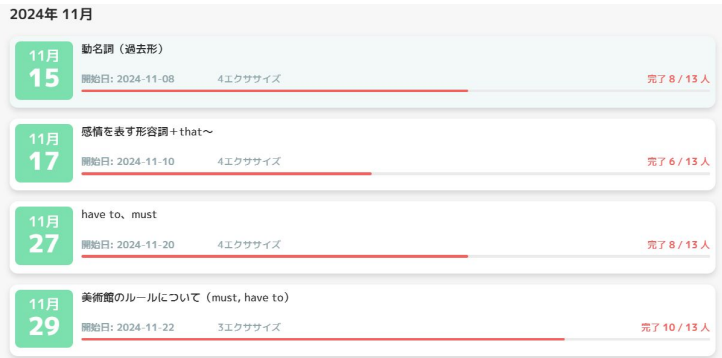 2024年 11月
11月
15
動名詞（過去形）
開始日: 2024-11-08 4エクササイズ 完了 8 / 13 人
11月
17
感情を表す形容詞＋that〜
開始日: 2024-11-10 4エクササイズ 完了 6 / 13 人
11月
27
have to、must
開始日: 2024-11-20 4エクササイズ 完了 8 / 13 人
11月
29
美術館のルールについて（must, have to）
開始日: 2024-11-22 3エクササイズ 完了 10 / 13 人